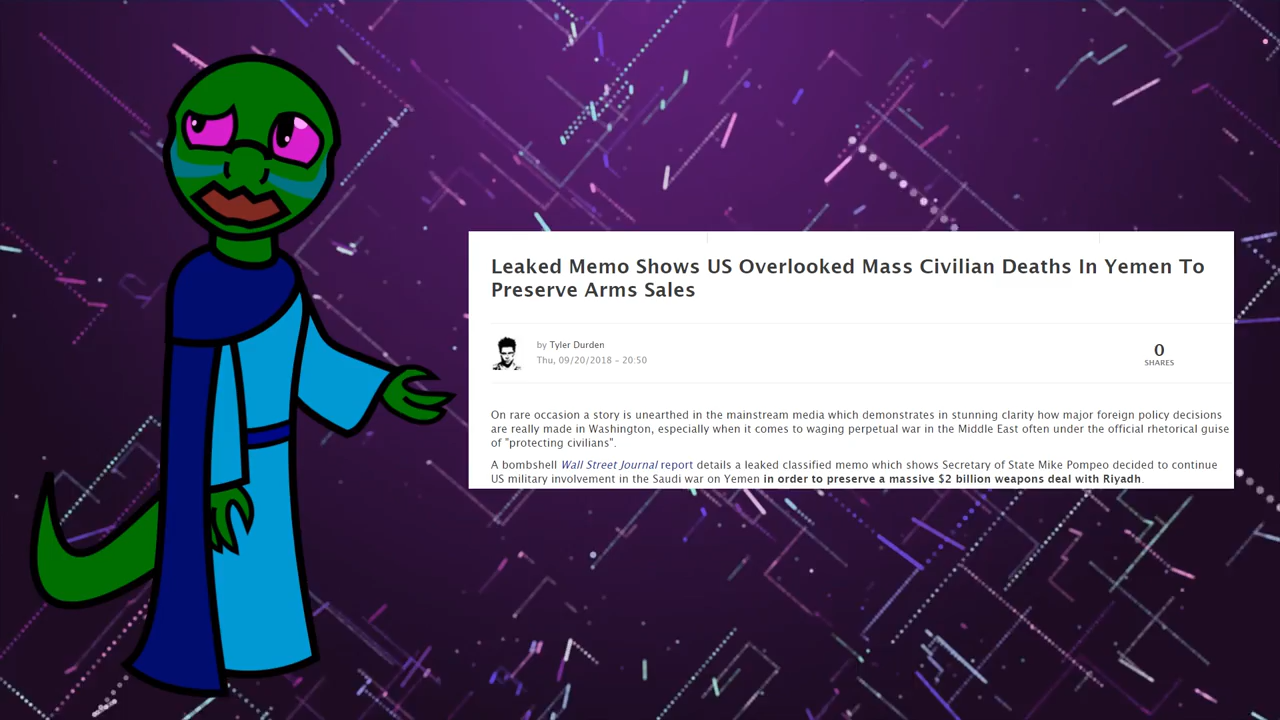 Leaked Memo Shows US Overlooked Mass Civilian Deaths In Yemen To
Preserve Arms Sales
by Tyler Durden
Thu, 09/20/2018 - 20:50
0
SHARES
On rare occasion a story is unearthed in the mainstream media which demonstrates in stunning clarity how major foreign policy decisions
are really made in Washington, especially when it comes to waging perpetual war in the Middle East often under the official rhetorical guise
of "protecting civilians".
A bombshell Wall Street Journal report details a leaked classified memo which shows Secretary of State Mike Pompeo decided to continue
US military involvement in the Saudi war on Yemen in order to preserve a massive $2 billion weapons deal with Riyadh.